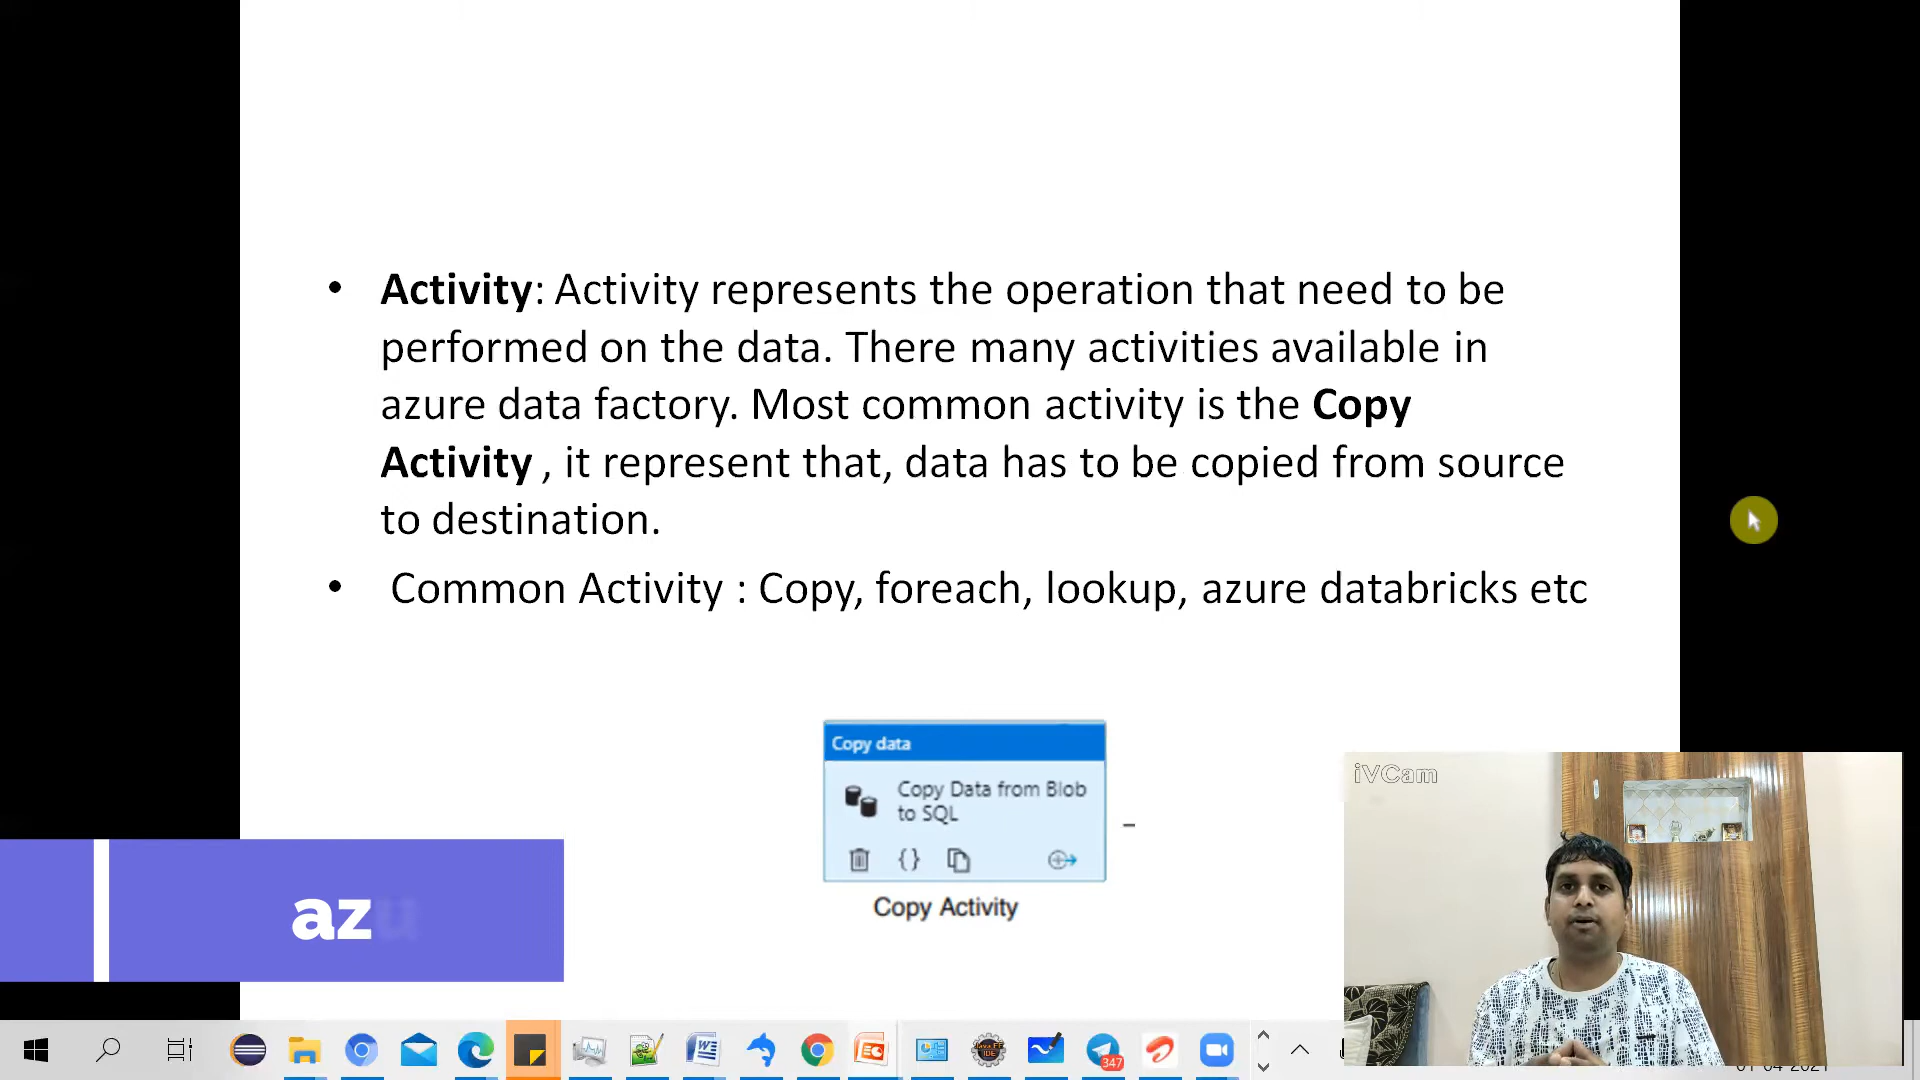 • Activity: Activity represents the operation that need to be
performed on the data. There many activities available in
azure data factory. Most common activity is the Copy
Activity , it represent that, data has to be copied from source
to destination.
• Common Activity : Copy, foreach, lookup, azure databricks etc
Copy data
Copy Data from Blob
to SQL
Copy Activity
iVCam
az
347